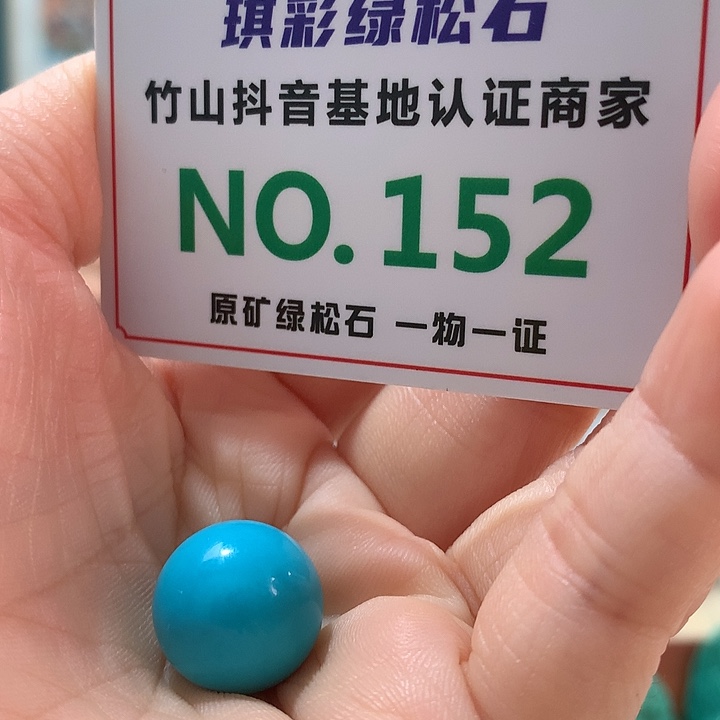 琪彩绿松石
竹山抖音基地认证商家
NO.152
原矿绿松石 一物一证